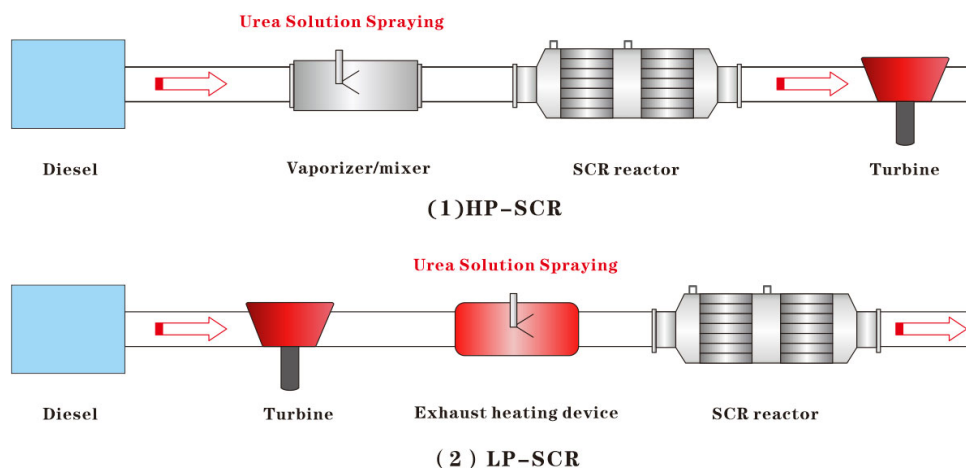 Urea Solution Spraying
Diesel
Vaporizer/mixer
SCR reactor
Turbine
(1)HP-SCR
Urea Solution Spraying
Diesel
Turbine
Exhaust heating device
SCR reactor
(2) LP-SCR